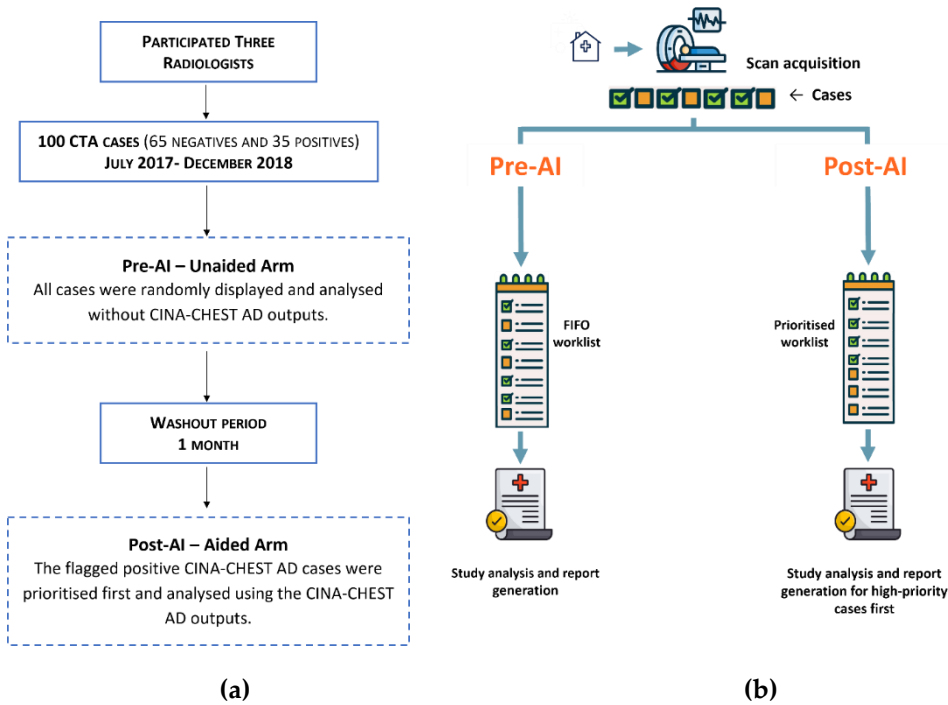 PARTICIPATED THREE
RADIOLOGISTS
100 CTA CASES (65 NEGATIVES AND 35 POSITIVES)
JULY 2017- DECEMBER 2018
Pre-AI – Unaided Arm
All cases were randomly displayed and analysed
without CINA-CHEST AD outputs.
WASHOUT PERIOD
1 MONTH
Post-AI – Aided Arm
The flagged positive CINA-CHEST AD cases were
prioritised first and analysed using the CINA-CHEST
AD outputs.
(a)
Scan acquisition
← Cases
Pre-AI
Post-AI
FIFO
worklist
Prioritised
worklist
Study analysis and report
generation
Study analysis and report
generation for high-priority
cases first
(b)